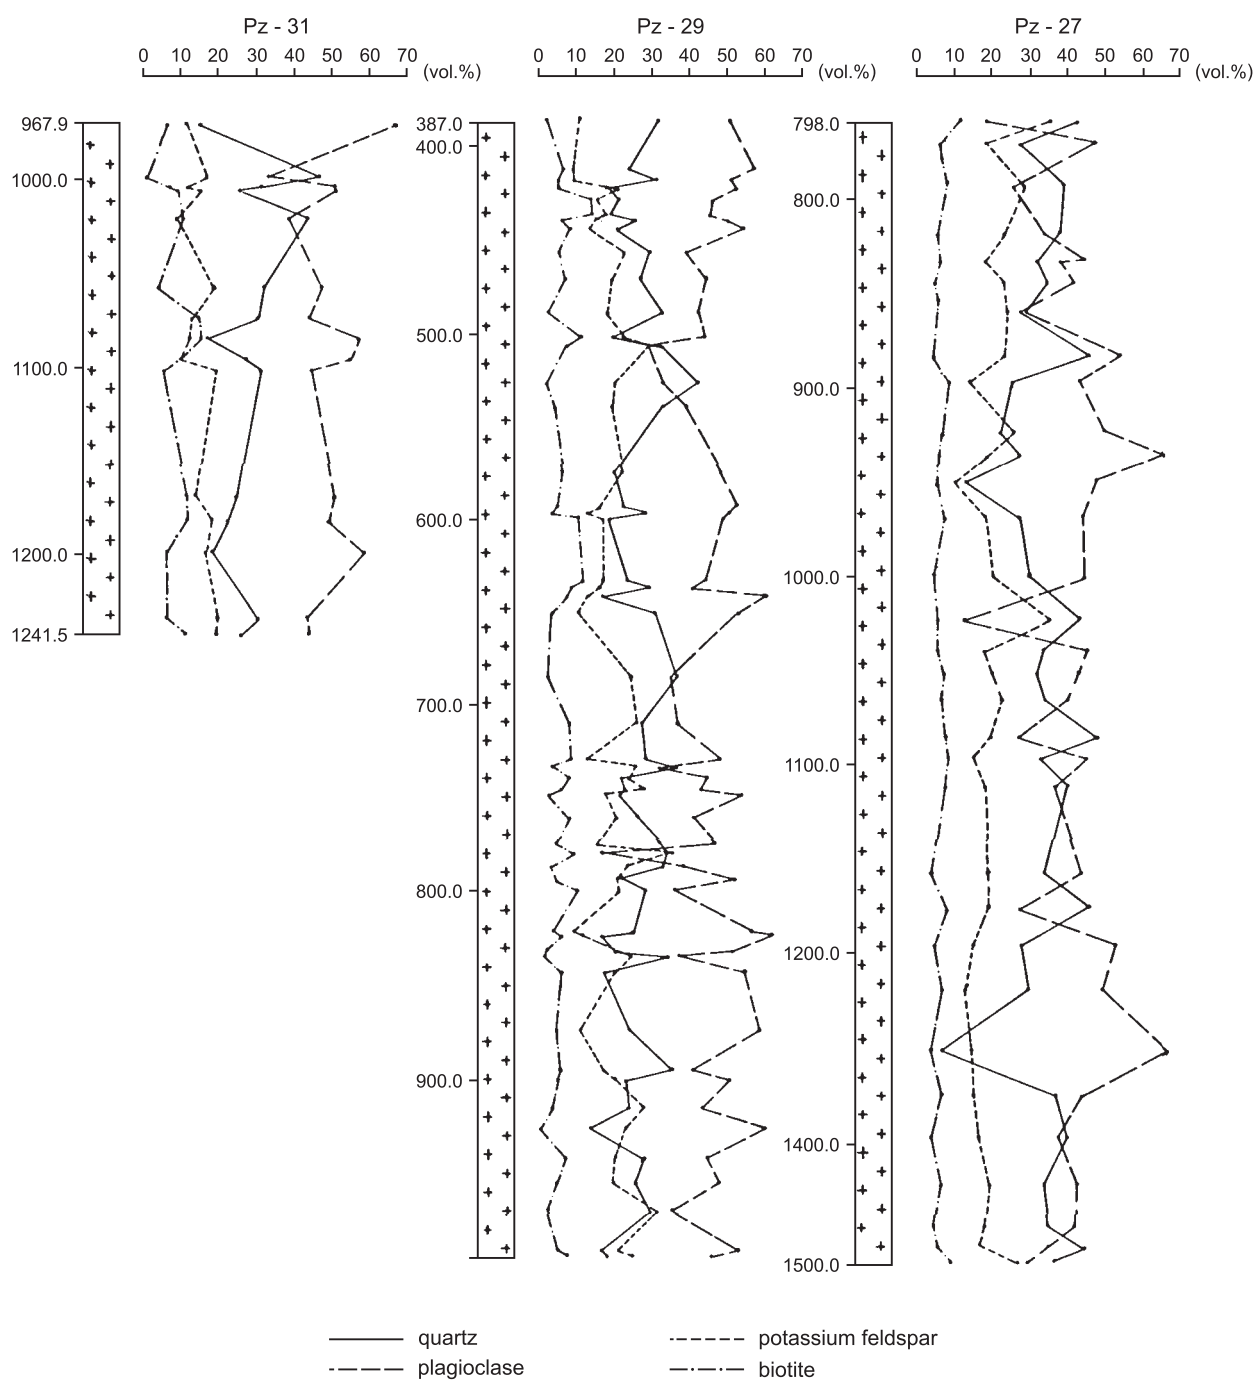 Pz - 31
0 10 20 30 40 50 60 70 (vol.%)
967.9
1000.0
1100.0
1200.0
1241.5
Pz - 29
0 10 20 30 40 50 60 70 (vol.%)
387.0
400.0
500.0
600.0
700.0
800.0
900.0
Pz - 27
0 10 20 30 40 50 60 70 (vol.%)
798.0
800.0
900.0
1000.0
1100.0
1200.0
1400.0
1500.0
quartz
plagioclase
potassium feldspar
biotite